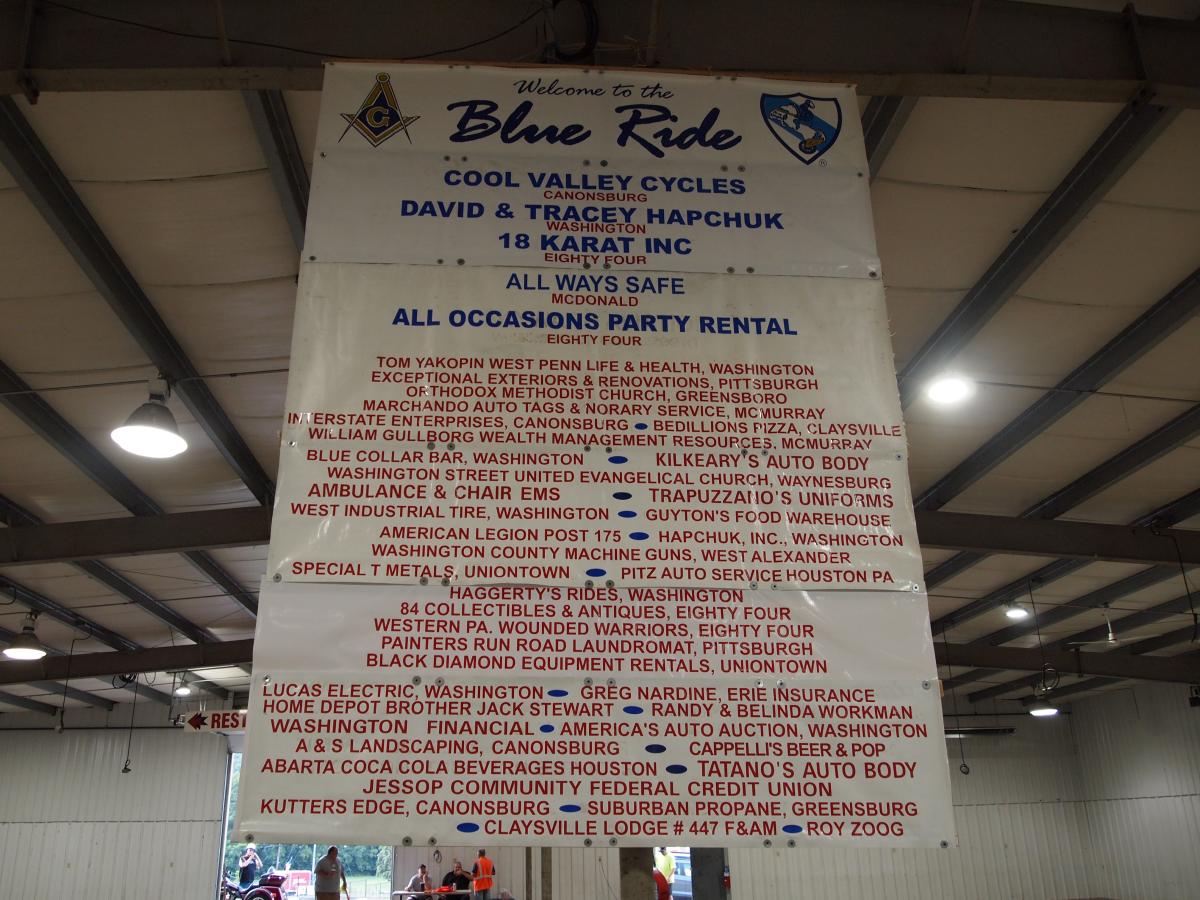 Welcome to the
G
Blue Ride
®
COOL VALLEY CYCLES
CANONSBURG
DAVID & TRACEY HAPCHUK
WASHINGTON
18 KARAT INC
EIGHTY FOUR
ALL WAYS SAFE
MCDONALD
ALL OCCASIONS PARTY RENTAL
EIGHTY FOUR
TOM YAKOPIN WEST PENN LIFE & HEALTH, WASHINGTON
EXCEPTIONAL EXTERIORS & RENOVATIONS, PITTSBURGH
ORTHODOX METHODIST CHURCH, GREENSBORO
MARCHANDO AUTO TAGS & NORARY SERVICE, MCMURRAY
INTERSTATE ENTERPRISES, CANONSBURG BEDILLIONS PIZZA, CLAYSVILLE
WILLIAM GULLBORG WEALTH MANAGEMENT RESOURCES, MCMURRAY
BLUE COLLAR BAR, WASHINGTON KILKEARY'S AUTO BODY
WASHINGTON STREET UNITED EVANGELICAL CHURCH, WAYNESBURG
AMBULANCE & CHAIR EMS TRAPUZZANO'S UNIFORMS
WEST INDUSTRIAL TIRE, WASHINGTON GUYTON'S FOOD WAREHOUSE
AMERICAN LEGION POST 175 HAPCHUK, INC., WASHINGTON
WASHINGTON COUNTY MACHINE GUNS, WEST ALEXANDER
SPECIAL T METALS, UNIONTOWN PITZ AUTO SERVICE HOUSTON PA
HAGGERTY'S RIDES, WASHINGTON
84 COLLECTIBLES & ANTIQUES, EIGHTY FOUR
WESTERN PA. WOUNDED WARRIORS, EIGHTY FOUR
PAINTERS RUN ROAD LAUNDROMAT, PITTSBURGH
BLACK DIAMOND EQUIPMENT RENTALS, UNIONTOWN
LUCAS ELECTRIC, WASHINGTON GREG NARDINE, ERIE INSURANCE
HOME DEPOT BROTHER JACK STEWART RANDY & BELINDA WORKMAN
WASHINGTON FINANCIAL AMERICA'S AUTO AUCTION, WASHINGTON
A & S LANDSCAPING, CANONSBURG CAPPELLI'S BEER & POP
ABARTA COCA COLA BEVERAGES HOUSTON TATANO'S AUTO BODY
JESSOP COMMUNITY FEDERAL CREDIT UNION
KUTTERS EDGE, CANONSBURG SUBURBAN PROPANE, GREENSBURG
CLAYSVILLE LODGE # 447 F&AM ROY ZOOG
REST